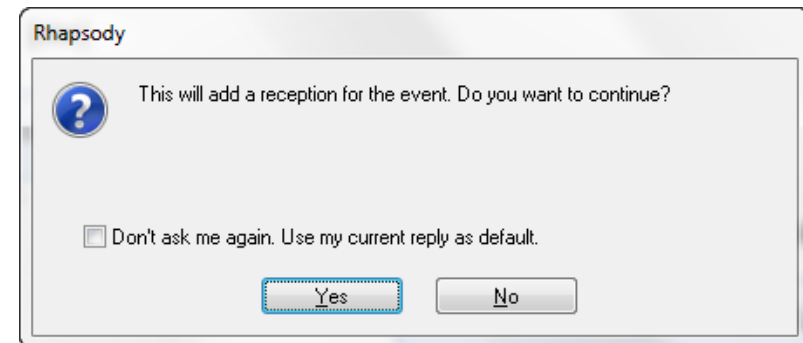 Rhapsody
This will add a reception for the event. Do you want to continue?
Don't ask me again. Use my current reply as default.
Yes No